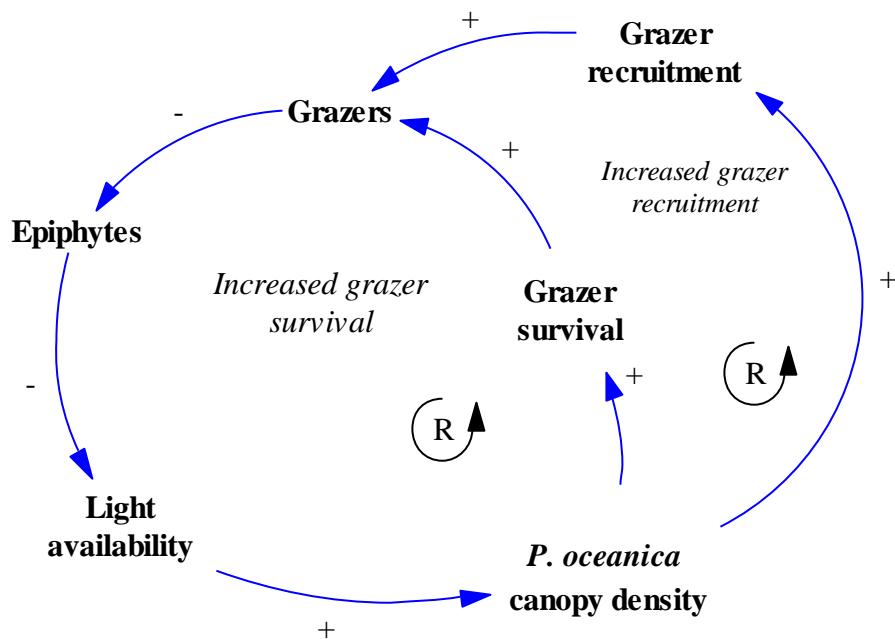 +
Grazer
recruitment
Grazers
-
+
Increased grazer
recruitment
Epiphytes
+
Increased grazer
survival
Grazer
survival
-
+
R
R
Light
availability
P. oceanica
canopy density
+